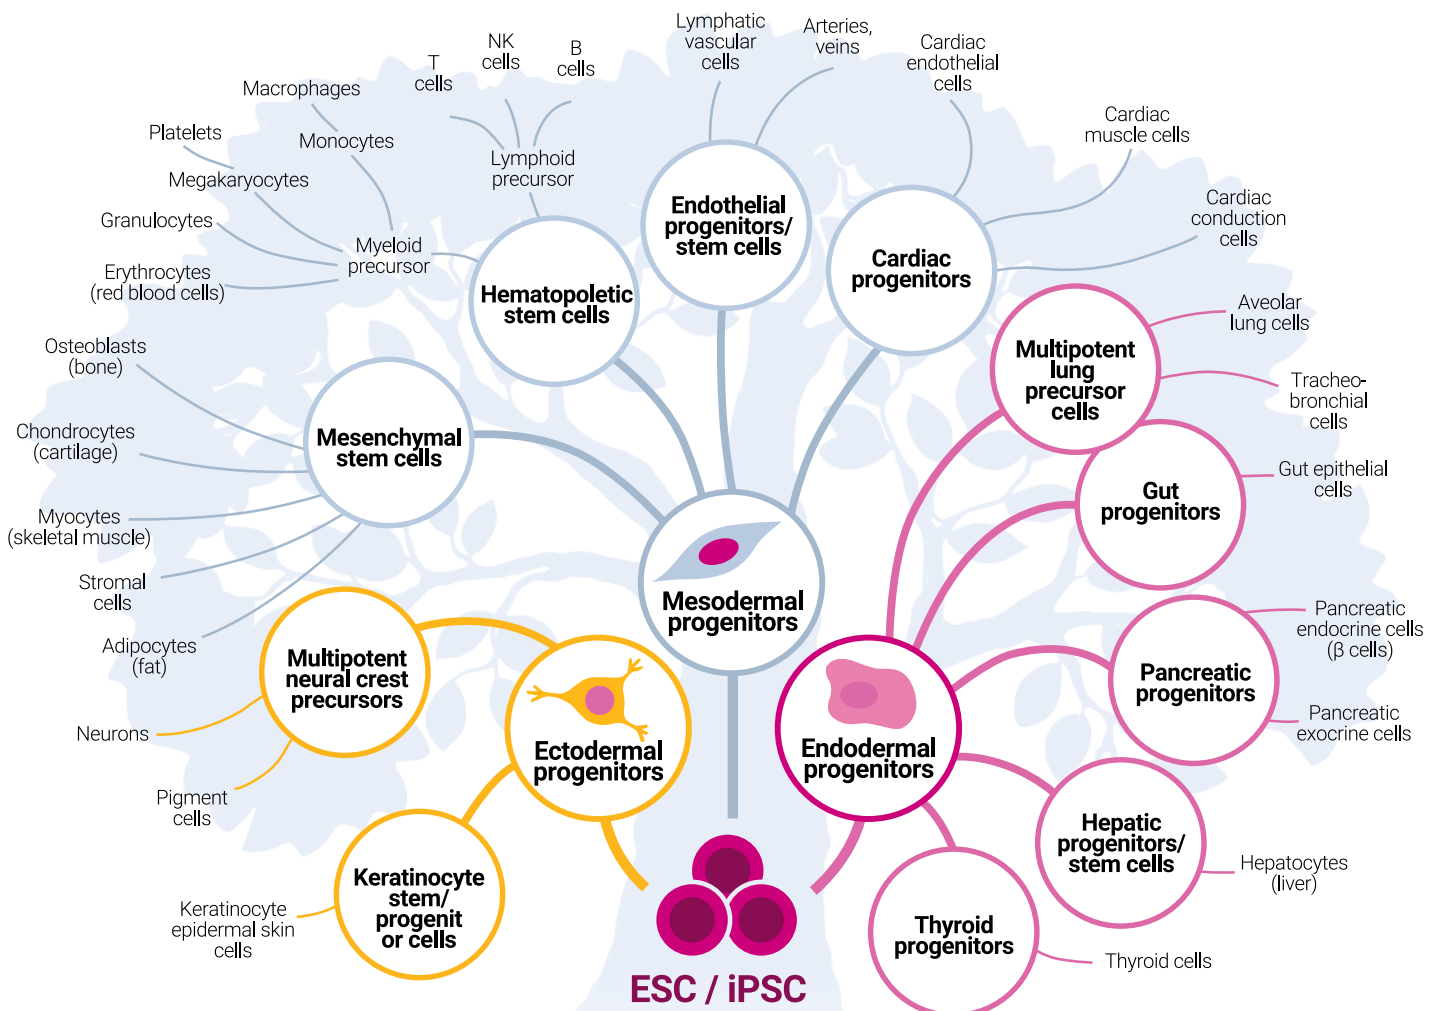 Lymphatic
vascular
cells
Arteries,
veins
Cardiac
endothelial
cells
NK
cells
B
cells
T
cells
Macrophages
Cardiac
muscle cells
Platelets
Monocytes
Lymphoid
precursor
Megakaryocytes
Granulocytes
Myeloid
precursor
Erythrocytes
(red blood cells)
Endothelial
progenitors/
stem cells
Cardiac
conduction
cells
Cardiac
progenitors
Hematopoletic
stem cells
Aveolar
lung cells
Osteoblasts
(bone)
Multipotent
lung
precursor
cells
Tracheo-
bronchial
cells
Chondrocytes
(cartilage)
Mesenchymal
stem cells
Gut epithelial
cells
Gut
progenitors
Myocytes
(skeletal muscle)
Stromal
cells
Mesodermal
progenitors
Pancreatic
endocrine cells
(β cells)
Adipocytes
(fat)
Multipotent
neural crest
precursors
Pancreatic
progenitors
Neurons
Ectodermal
progenitors
Endodermal
progenitors
Pancreatic
exocrine cells
Pigment
cells
Hepatic
progenitors/
stem cells
Hepatocytes
(liver)
Keratinocyte
stem/
progenit
or cells
Keratinocyte
epidermal skin
cells
Thyroid
progenitors
Thyroid cells
ESC / iPSC